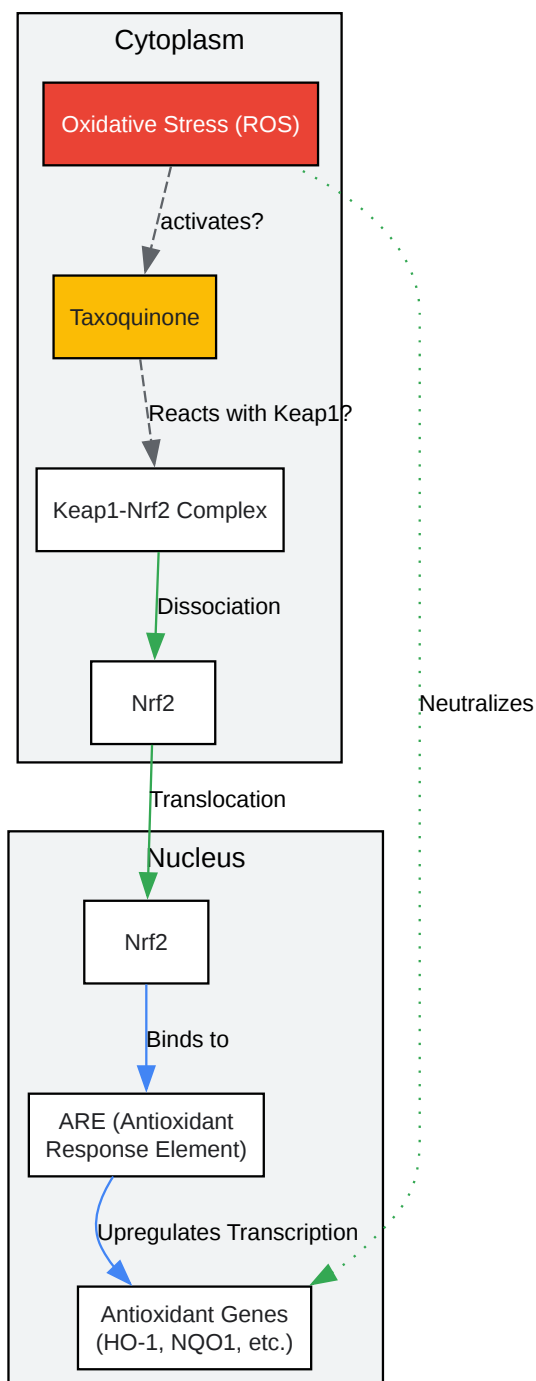 Cytoplasm
Oxidative Stress (ROS)
activates?
Taxoquinone
Reacts with Keap1?
Keap1-Nrf2 Complex
Dissociation
Nrf2
Neutralizes
Translocation
Nucleus
Nrf2
Binds to
ARE (Antioxidant
Response Element)
Upregulates Transcription
Antioxidant Genes
(HO-1, NQO1, etc.)